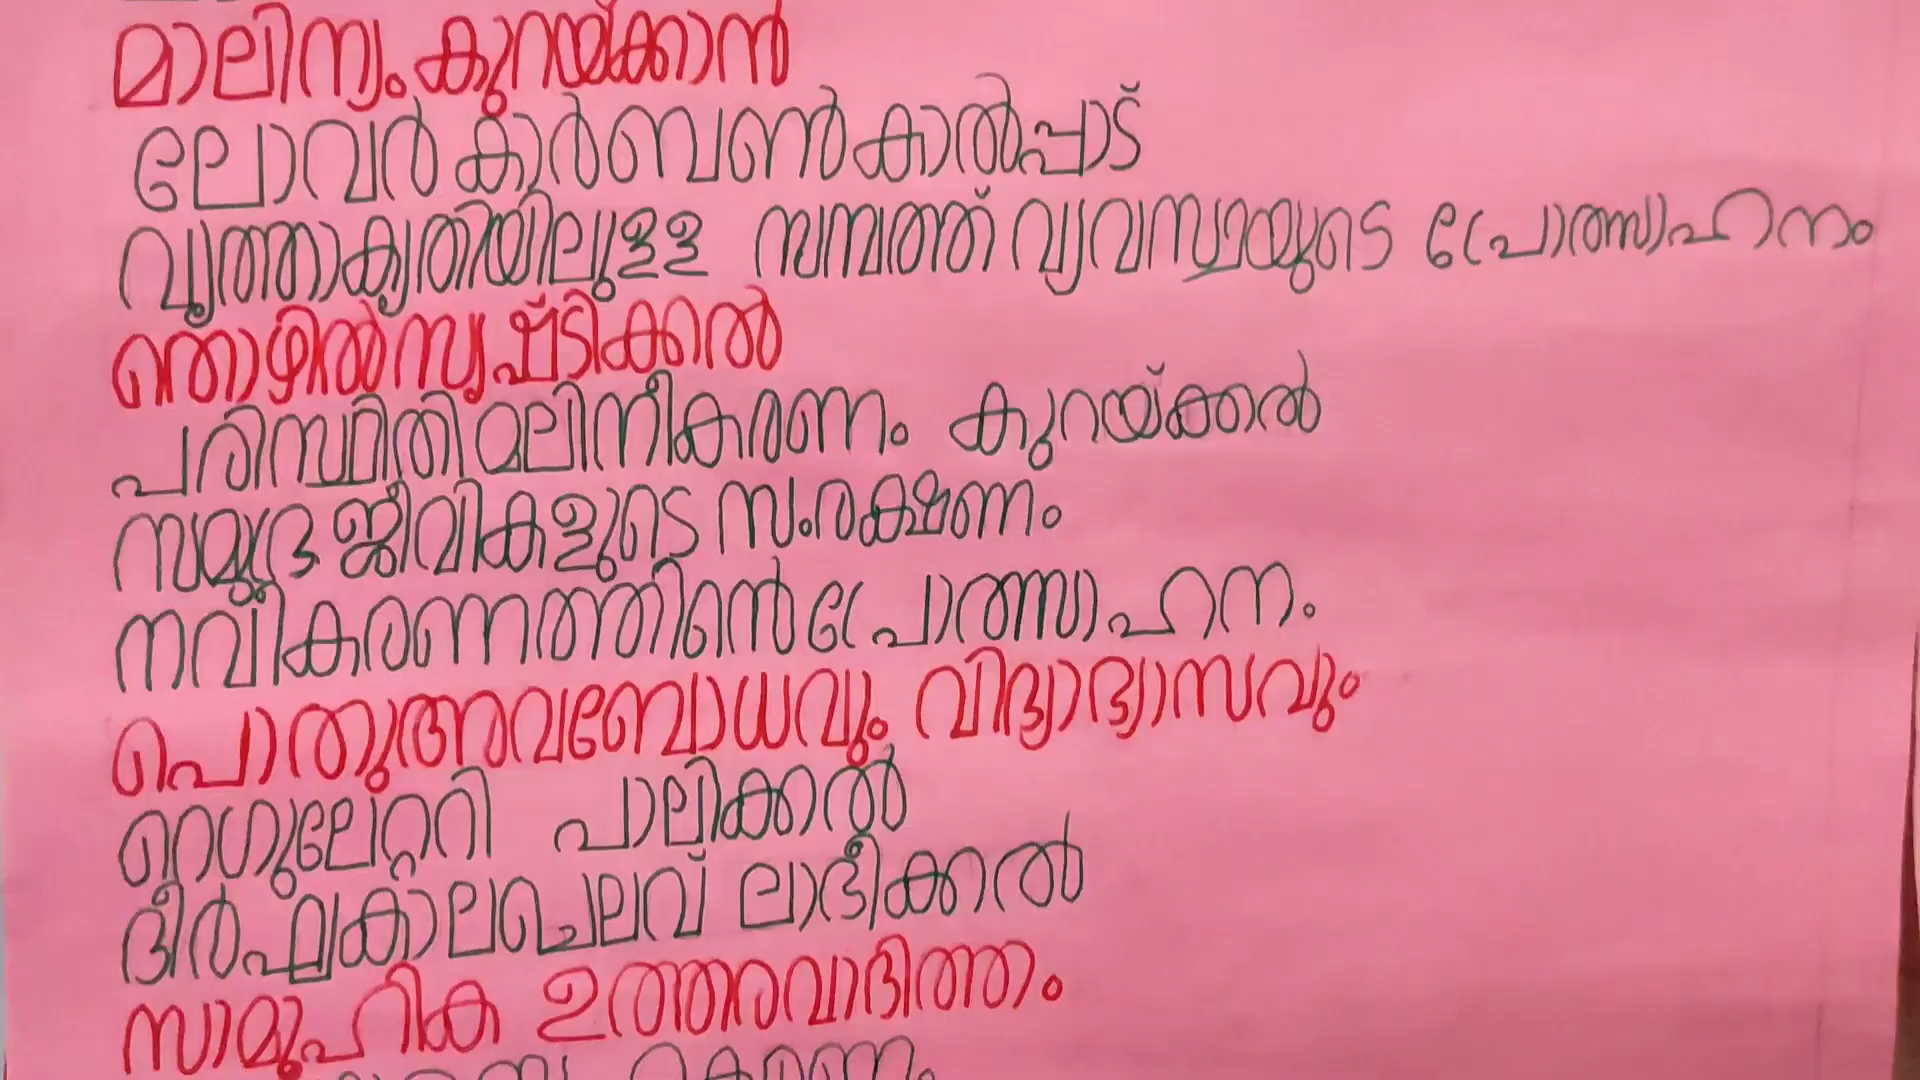 മാലിന്യം കുറയ്ക്കാൻ
ലോവർ കാർബൺ കാൽപ്പാട്
വൃത്താകൃതിയിലുള്ള സമ്പത്ത് വ്യവസ്ഥയുടെ പ്രോത്സാഹനം
തൊഴിൽ സൃഷ്ടിക്കൽ
പരിസ്ഥിതി മലിനീകരണം കുറയ്ക്കൽ
സമുദ്ര ജീവികളുടെ സംരക്ഷണം
നവീകരണത്തിൻെ പ്രോത്സാഹനം
പൊതുഅവബോധവും വിദ്യാദ്യാസവും
റെഗുലേറ്ററി പാലിക്കൽ
ദീർഘകാലചെലവ് ലാഭീക്കൽ
സാമൂഹിക ഉത്തരവാദിത്തം